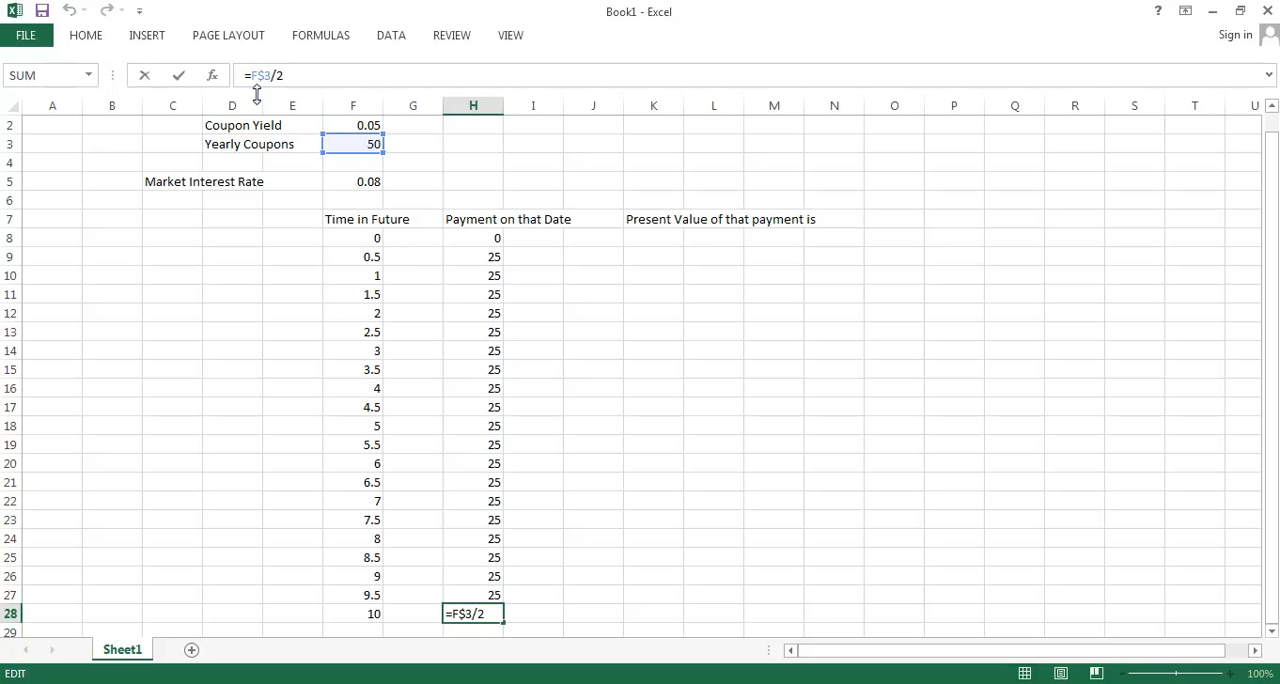 Book1 - Excel
?
FILE HOME INSERT PAGE LAYOUT FORMULAS DATA REVIEW VIEW Sign in
SUM fx =F$3/2
A B C D E F G H I J K L M N O P Q R S T U
2 Coupon Yield 0.05
3 Yearly Coupons 50
4
5 Market Interest Rate 0.08
6
7 Time in Future Payment on that Date Present Value of that payment is
8 0 0
9 0.5 25
10 1 25
11 1.5 25
12 2 25
13 2.5 25
14 3 25
15 3.5 25
16 4 25
17 4.5 25
18 5 25
19 5.5 25
20 6 25
21 6.5 25
22 7 25
23 7.5 25
24 8 25
25 8.5 25
26 9 25
27 9.5 25
28 10 =F$3/2
29
Sheet1
EDIT 100%